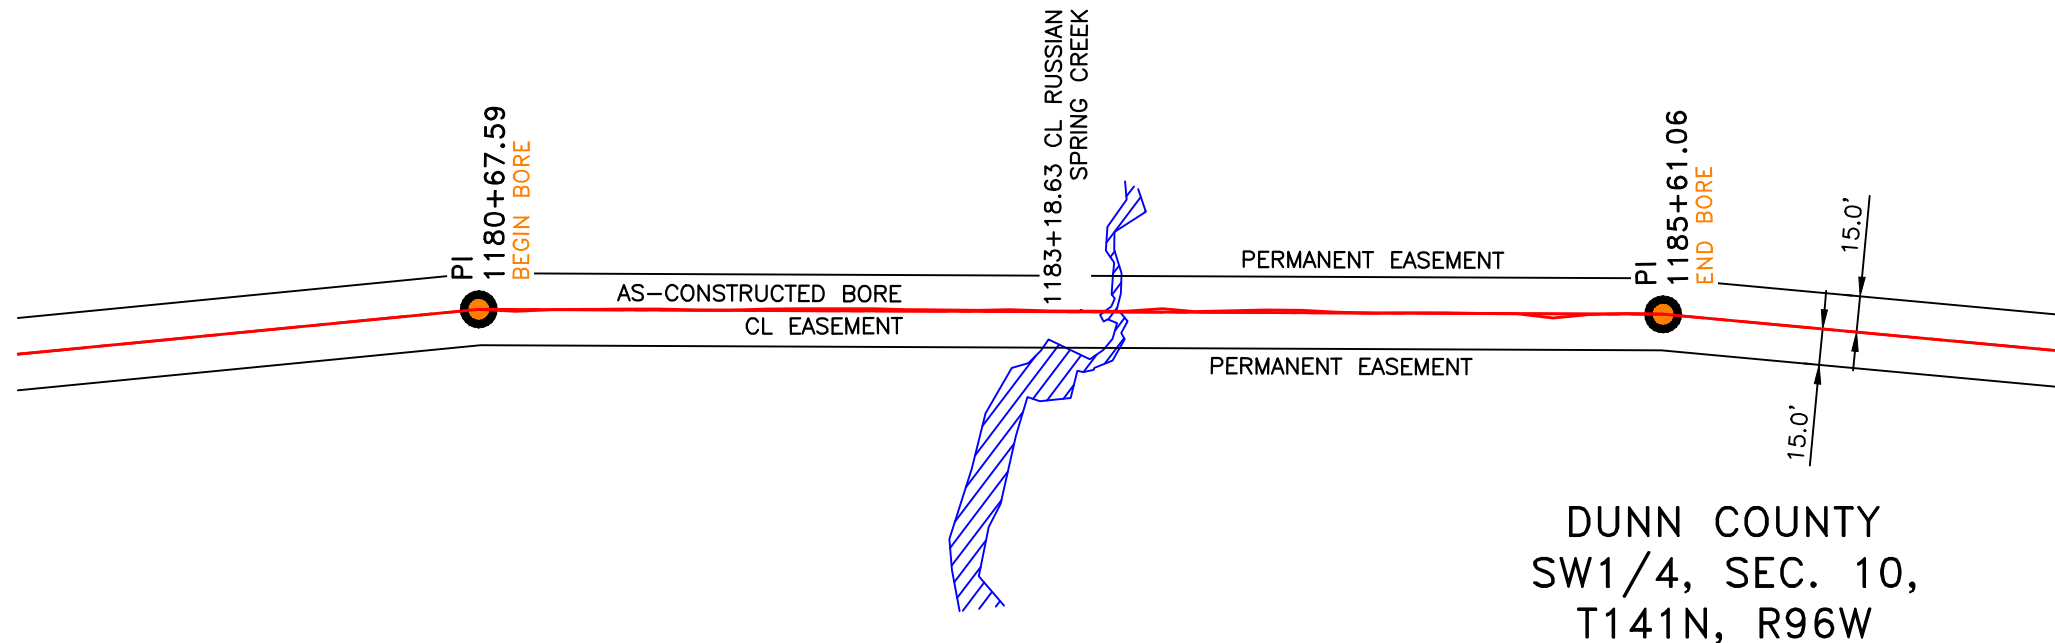 PI
1180+67.59
BEGIN BORE
AS-CONSTRUCTED BORE
CL EASEMENT
1183+18.63 CL RUSSIAN
SPRING CREEK
PERMANENT EASEMENT
PERMANENT EASEMENT
PI
1185+61.06
END BORE
15.0'
15.0'
DUNN COUNTY
SW1/4, SEC. 10,
T141N, R96W